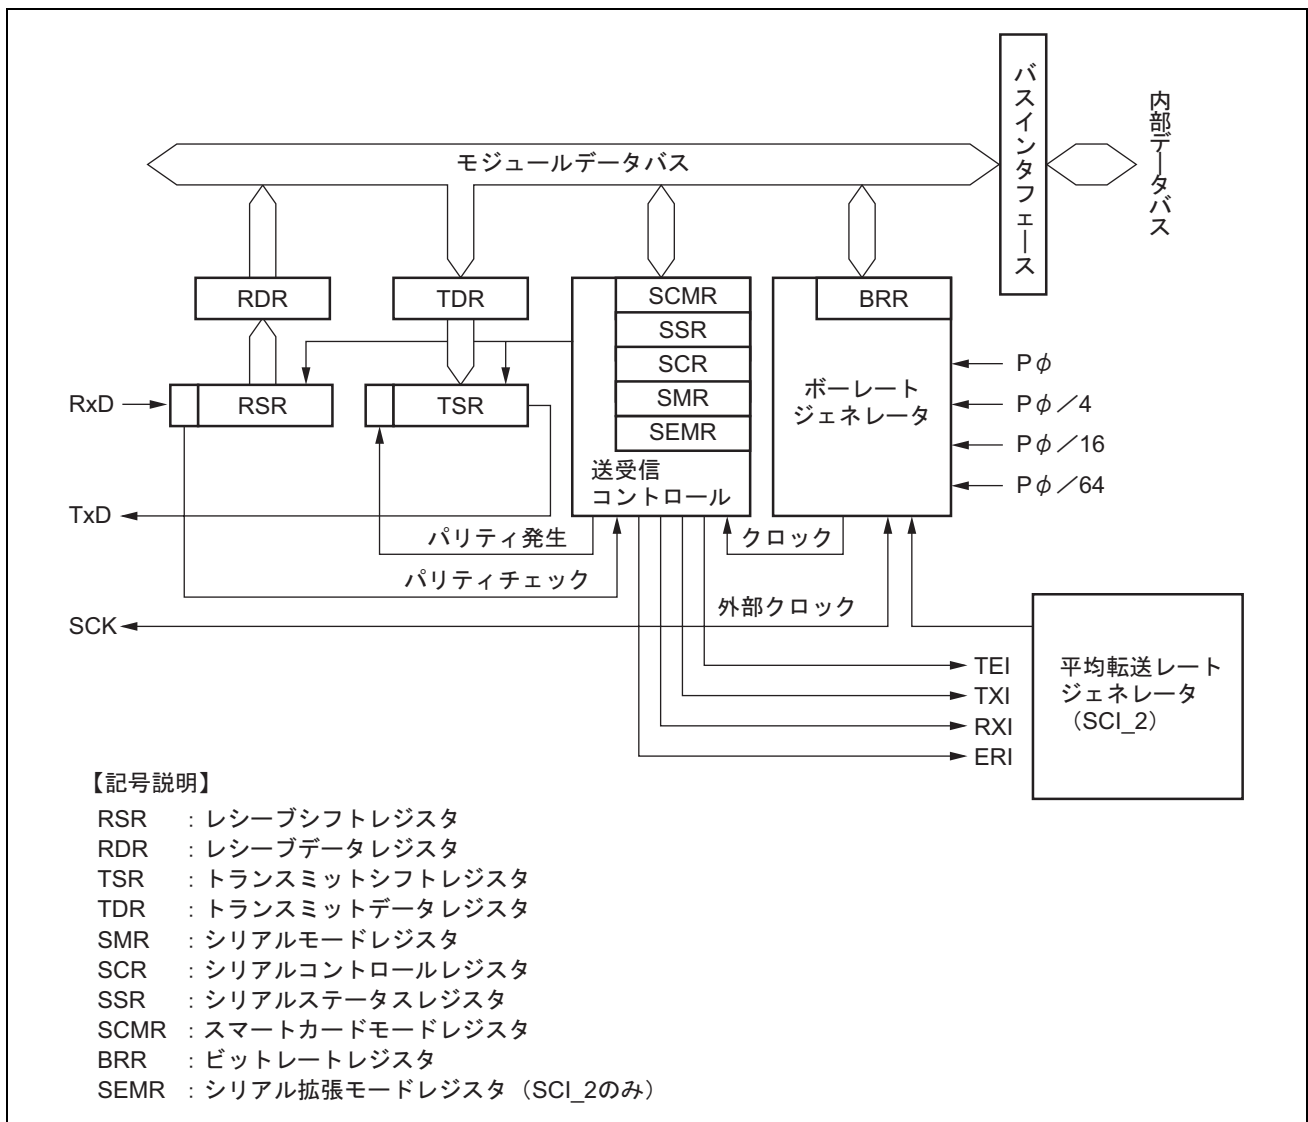 バスインタフェース
内部データバス
モジュールデータバス
RDR
TDR
SCMR
BRR
SSR
SCR
SMR
SEMR
RxD
RSR
TSR
ボーレート
ジェネレータ
Pφ
Pφ／4
Pφ／16
Pφ／64
送受信
コントロール
TxD
パリティ発生
クロック
パリティチェック
外部クロック
SCK
TEI
TXI
RXI
ERI
平均転送レート
ジェネレータ
（SCI_2）
【記号説明】
RSR ：レシーブシフトレジスタ
RDR ：レシーブデータレジスタ
TSR ：トランスミットシフトレジスタ
TDR ：トランスミットデータレジスタ
SMR ：シリアルモードレジスタ
SCR ：シリアルコントロールレジスタ
SSR ：シリアルステータスレジスタ
SCMR ：スマートカードモードレジスタ
BRR ：ビットレートレジスタ
SEMR ：シリアル拡張モードレジスタ（SCI_2のみ）